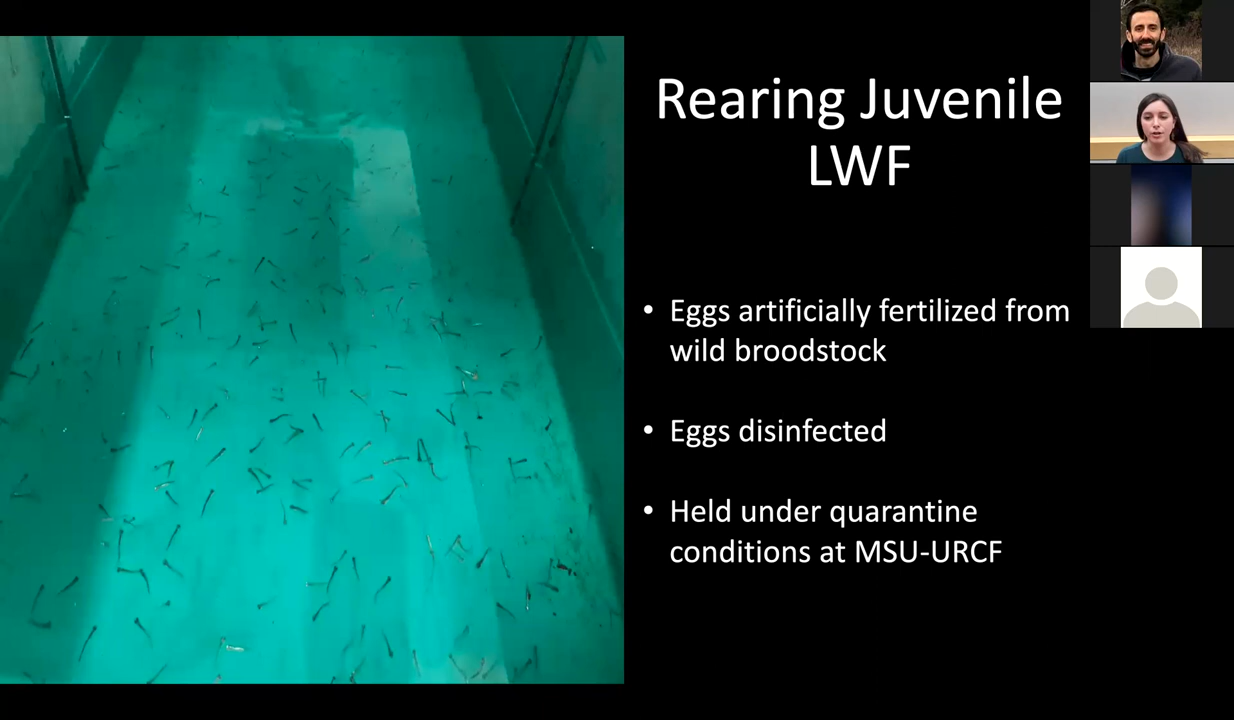 Rearing Juvenile
LWF
• Eggs artificially fertilized from
wild broodstock
• Eggs disinfected
• Held under quarantine
conditions at MSU-URCF